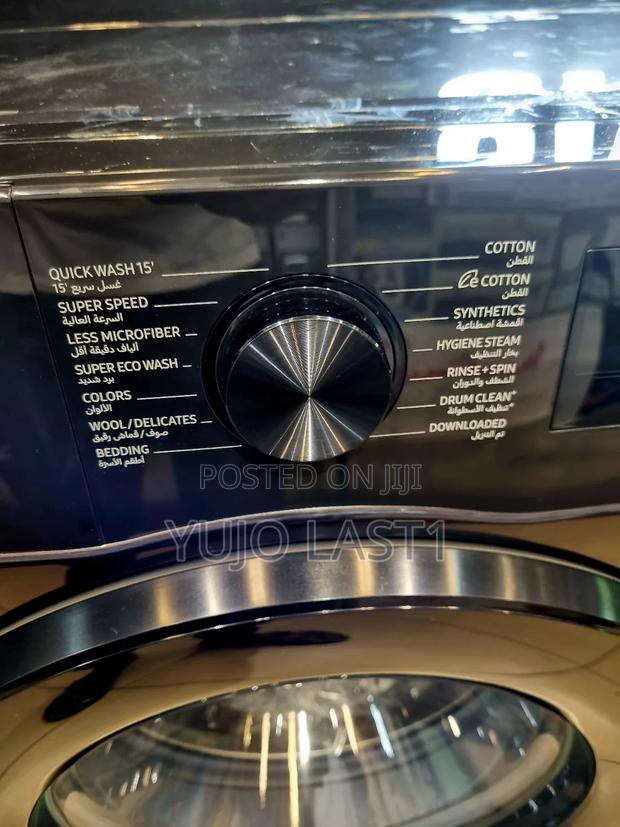 QUICK WASH 15'
غسل سريع 15'
SUPER SPEED
السرعة العالية
LESS MICROFIBER
ألياف دقيقة أقل
SUPER ECO WASH
برد شديد
COLORS
الألوان
WOOL/DELICATES
صوف/قماش رقيق
BEDDING
أطقم الأسرة
COTTON
القطن
e COTTON
القطن
SYNTHETICS
أقمشة اصطناعية
HYGIENE STEAM
بخار التنظيف
RINSE+SPIN
الشطف والدوران
DRUM CLEAN+
تنظيف الأسطوانة+
DOWNLOADED
تم التنزيل
POSTED ON JIJI
YUJO LAST1